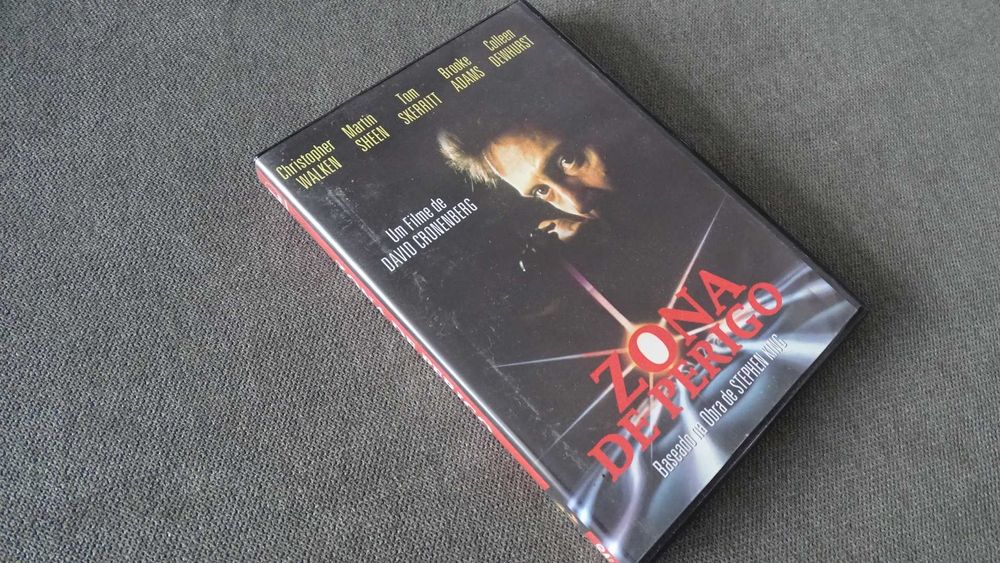 Christopher
WALKEN
Martin
SHEEN
Tom
SKERRITT
Brooke
ADAMS
Colleen
DEWHURST
Um Filme de
DAVID CRONENBERG
ZONA
DE PERIGO
Baseado na Obra de STEPHEN KING